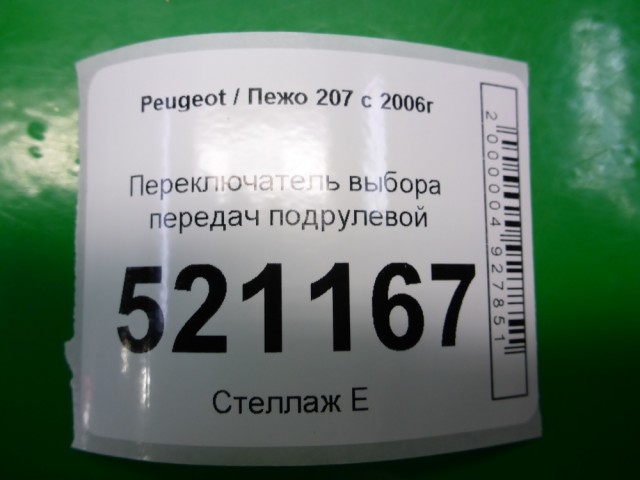 Peugeot / Пежо 207 с 2006г
Переключатель выбора
передач подрулевой
521167
Стеллаж Е
2000004927851